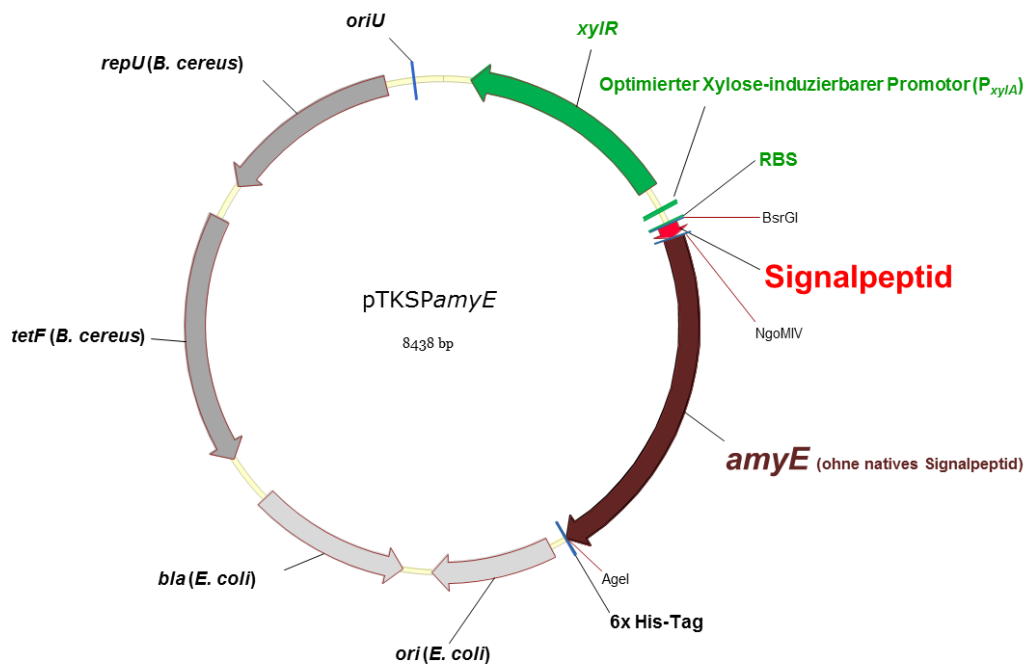 oriU
xylR
repU (B. cereus)
Optimierter Xylose-induzierbarer Promotor (PxylA)
RBS
BsrGI
Signalpeptid
pTKSPamyE
8438 bp
NgoMIV
tetF (B. cereus)
amyE (ohne natives Signalpeptid)
bla (E. coli)
AgeI
6x His-Tag
ori (E. coli)